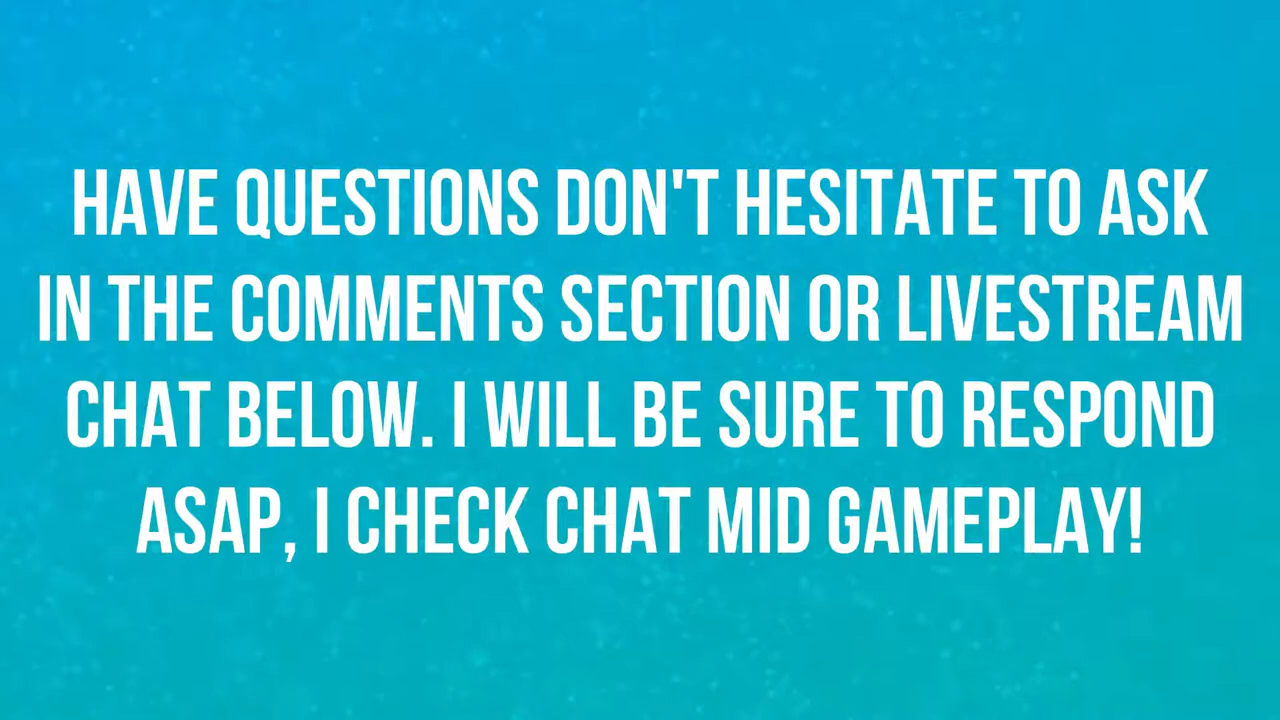 HAVE QUESTIONS DON'T HESITATE TO ASK
IN THE COMMENTS SECTION OR LIVESTREAM
CHAT BELOW. I WILL BE SURE TO RESPOND
ASAP, I CHECK CHAT MID GAMEPLAY!